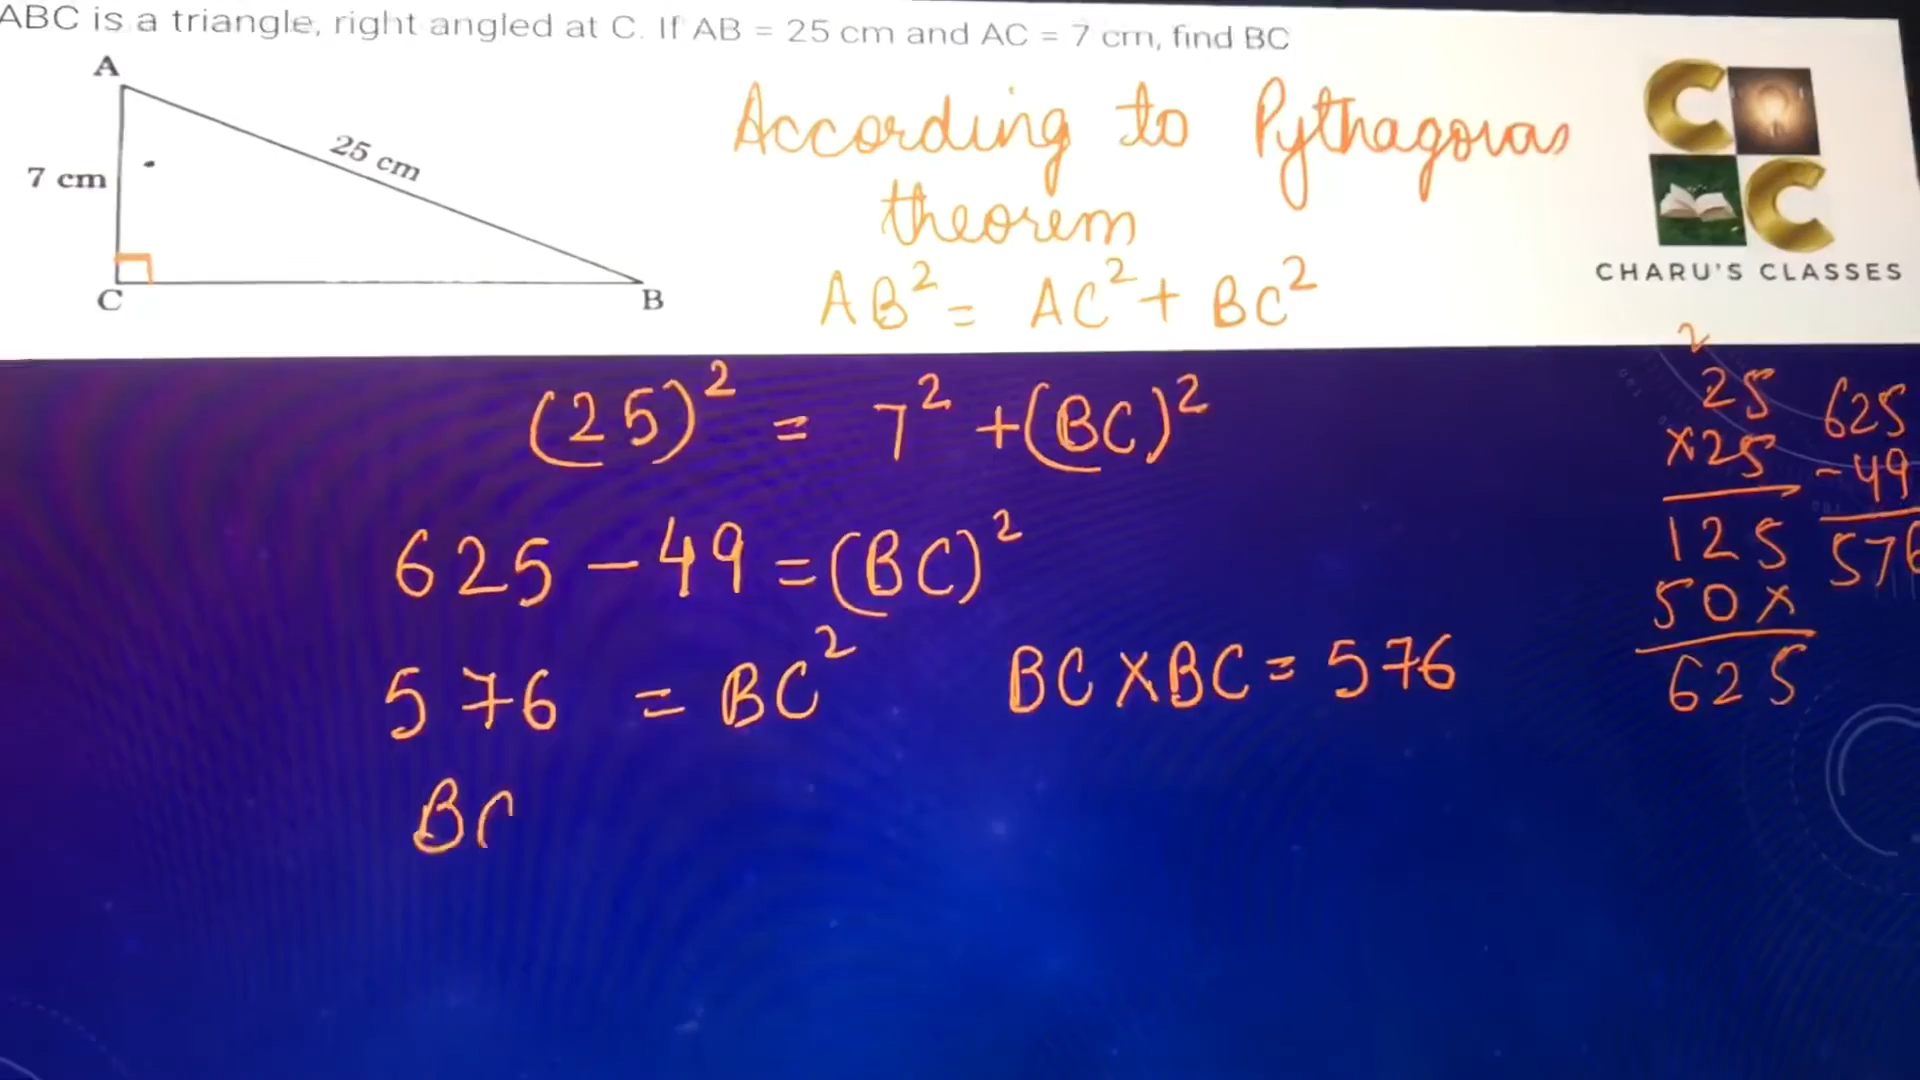 ABC is a triangle, right angled at C. If AB = 25 cm and AC = 7 cm, find BC
A
7 cm
25 cm
C
B
According to Pythagoras
theorem
AB² = AC² + BC²
CHARU'S CLASSES
(25)² = 7² + (BC)²
625 - 49 = (BC)²
576 = BC²
BC X BC = 576
BC
2
25
x25
125
50x
625
625
-49
576